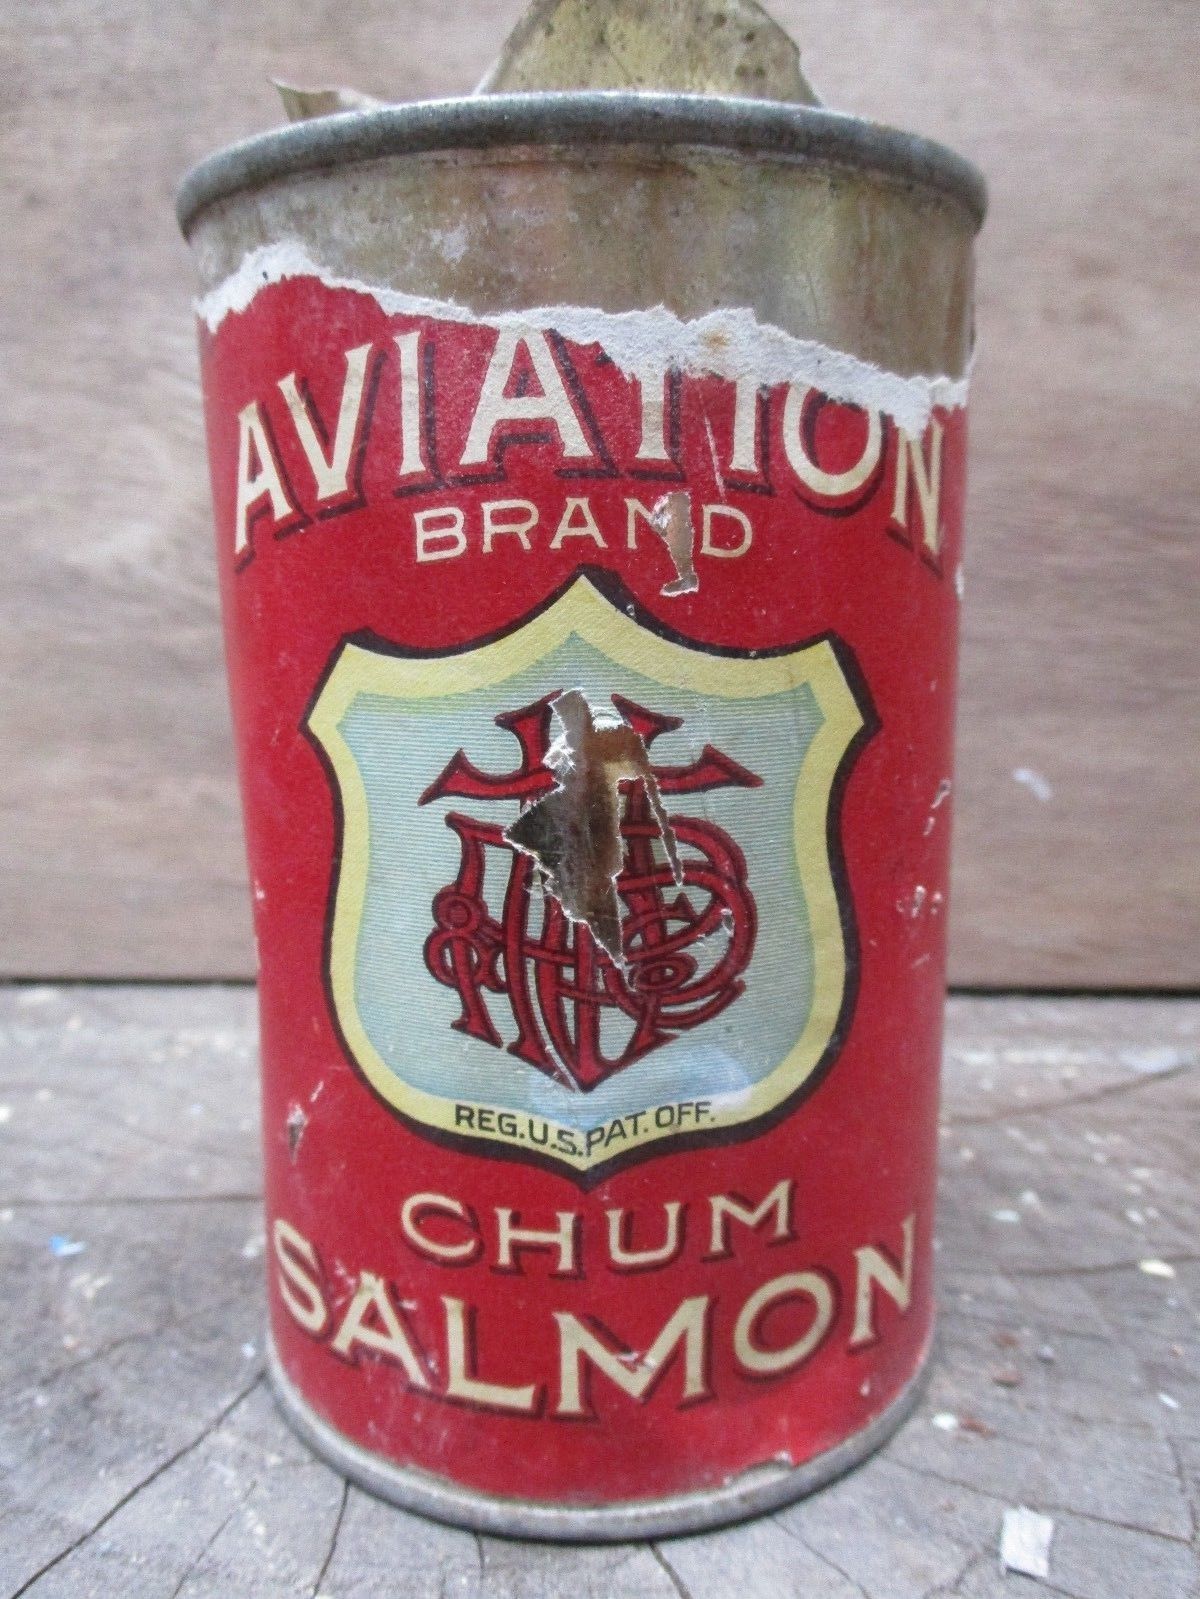 AVIATION
BRAND
REG.U.S.PAT.OFF.
CHUM
SALMON